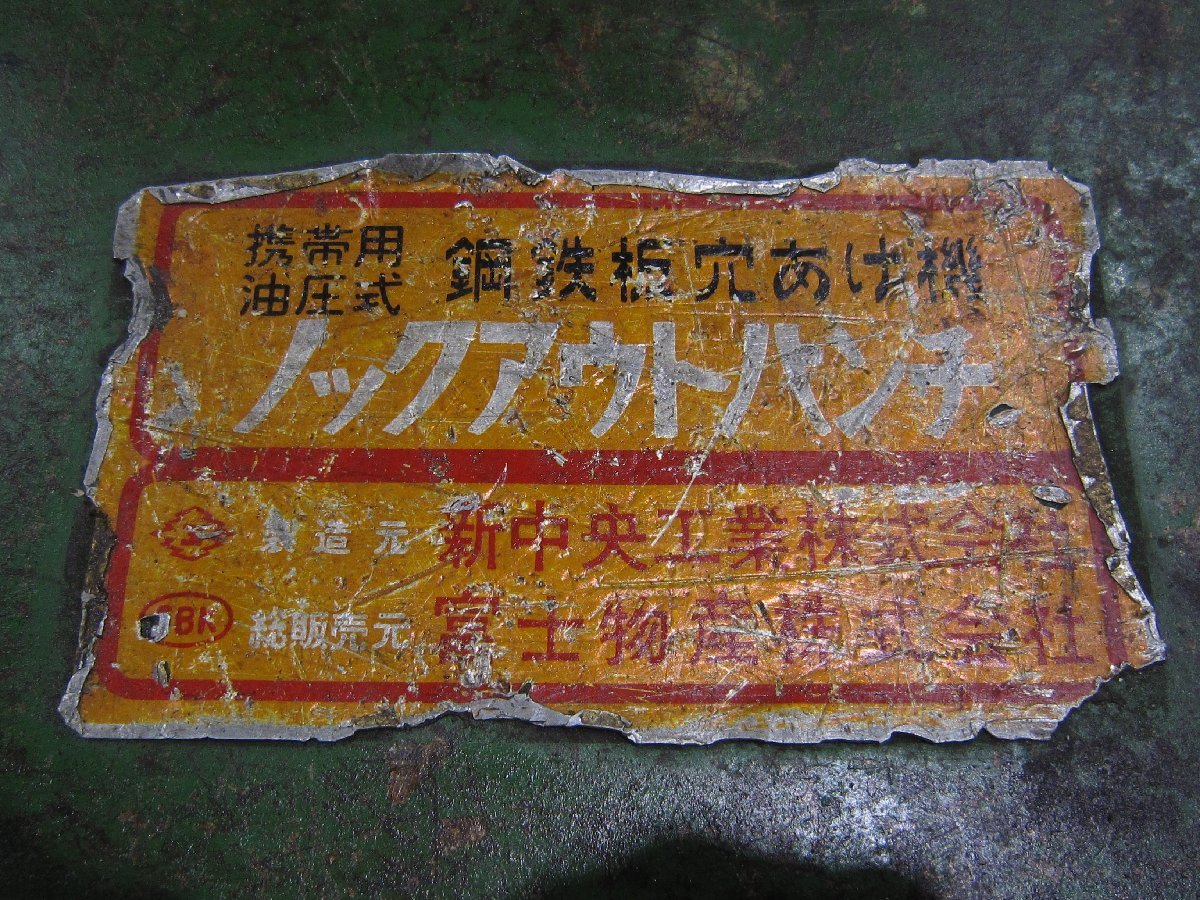 携帯用
油圧式
鋼鉄板穴あけ機
ノックアウトパンチ
製造元 新中央工業株式会社
総販売元 富士物産株式会社